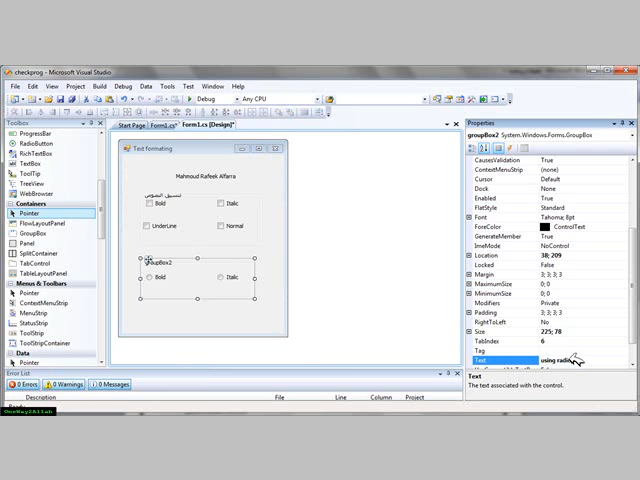 checkprog - Microsoft Visual Studio
File Edit View Project Build Debug Data Tools Test Window Help
Debug Any CPU
Toolbox
ProgressBar
RadioButton
RichTextBox
TextBox
ToolTip
TreeView
WebBrowser
Containers
Pointer
FlowLayoutPanel
GroupBox
Panel
SplitContainer
TabControl
TableLayoutPanel
Menus & Toolbars
Pointer
ContextMenuStrip
MenuStrip
StatusStrip
ToolStrip
ToolStripContainer
Data
Pointer
Start Page Form1.cs* Form1.cs [Design]*
Text formating
Mahmoud Rafeek Alfarra
تنسيق النصوص
Bold Italic
UnderLine Normal
groupBox2
Bold Italic
Properties
groupBox2 System.Windows.Forms.GroupBox
CausesValidation True
ContextMenuStrip (none)
Cursor Default
Dock None
Enabled True
FlatStyle Standard
Font Tahoma; 8pt
ForeColor ControlText
GenerateMember True
ImeMode NoControl
Location 38; 209
Locked False
Margin 3; 3; 3; 3
MaximumSize 0; 0
MinimumSize 0; 0
Modifiers Private
Padding 3; 3; 3; 3
RightToLeft No
Size 225; 78
TabIndex 6
Tag
Text using radi
Text
The text associated with the control.
Error List
0 Errors 0 Warnings 0 Messages
Description File Line Column Project
OneWay2Allah